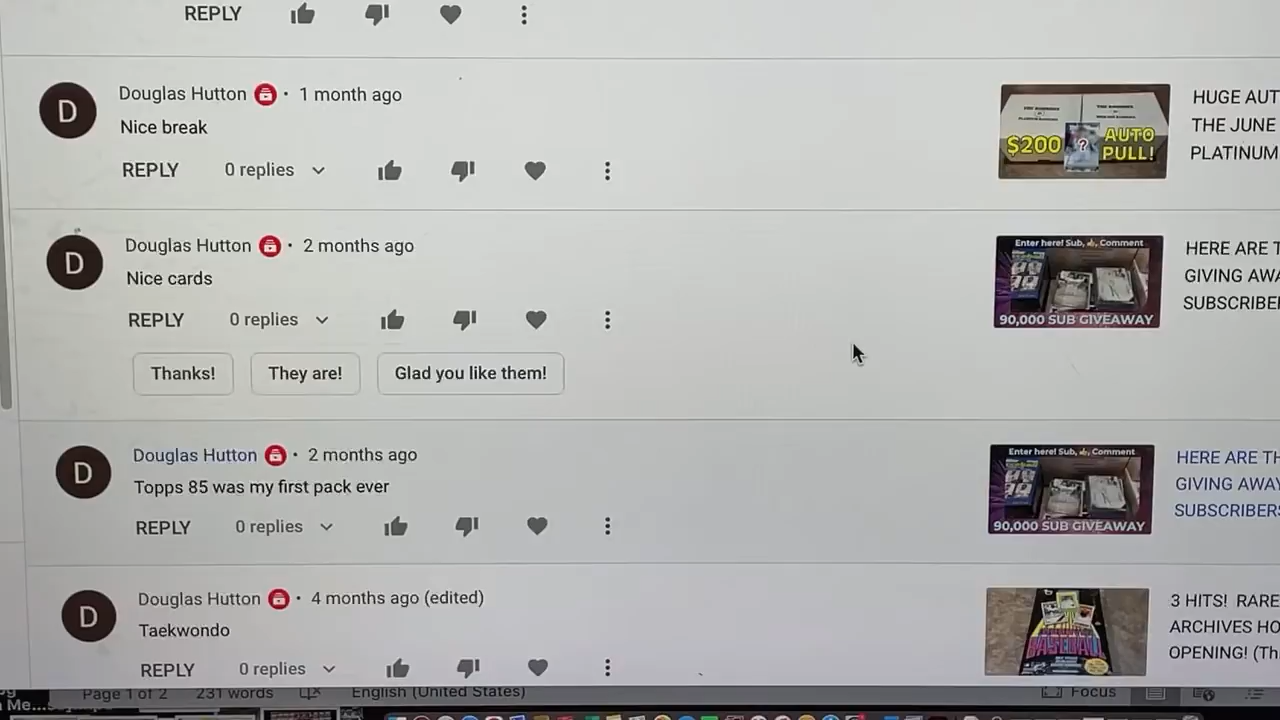 REPLY
Douglas Hutton · 1 month ago
Nice break
REPLY 0 replies
$200 ? AUTO PULL!
HUGE AUT
THE JUNE
PLATINUM
Douglas Hutton · 2 months ago
Nice cards
REPLY 0 replies
Thanks! They are! Glad you like them!
Enter here! Sub, 👍, Comment
90,000 SUB GIVEAWAY
HERE ARE T
GIVING AWA
SUBSCRIBE
Douglas Hutton · 2 months ago
Topps 85 was my first pack ever
REPLY 0 replies
Enter here! Sub, 👍, Comment
90,000 SUB GIVEAWAY
HERE ARE TH
GIVING AWAY
SUBSCRIBERS
Douglas Hutton · 4 months ago (edited)
Taekwondo
REPLY 0 replies
BASEBALL
3 HITS! RARE
ARCHIVES HO
OPENING! (Th
Page 1 of 2 231 words English (United States) Focus